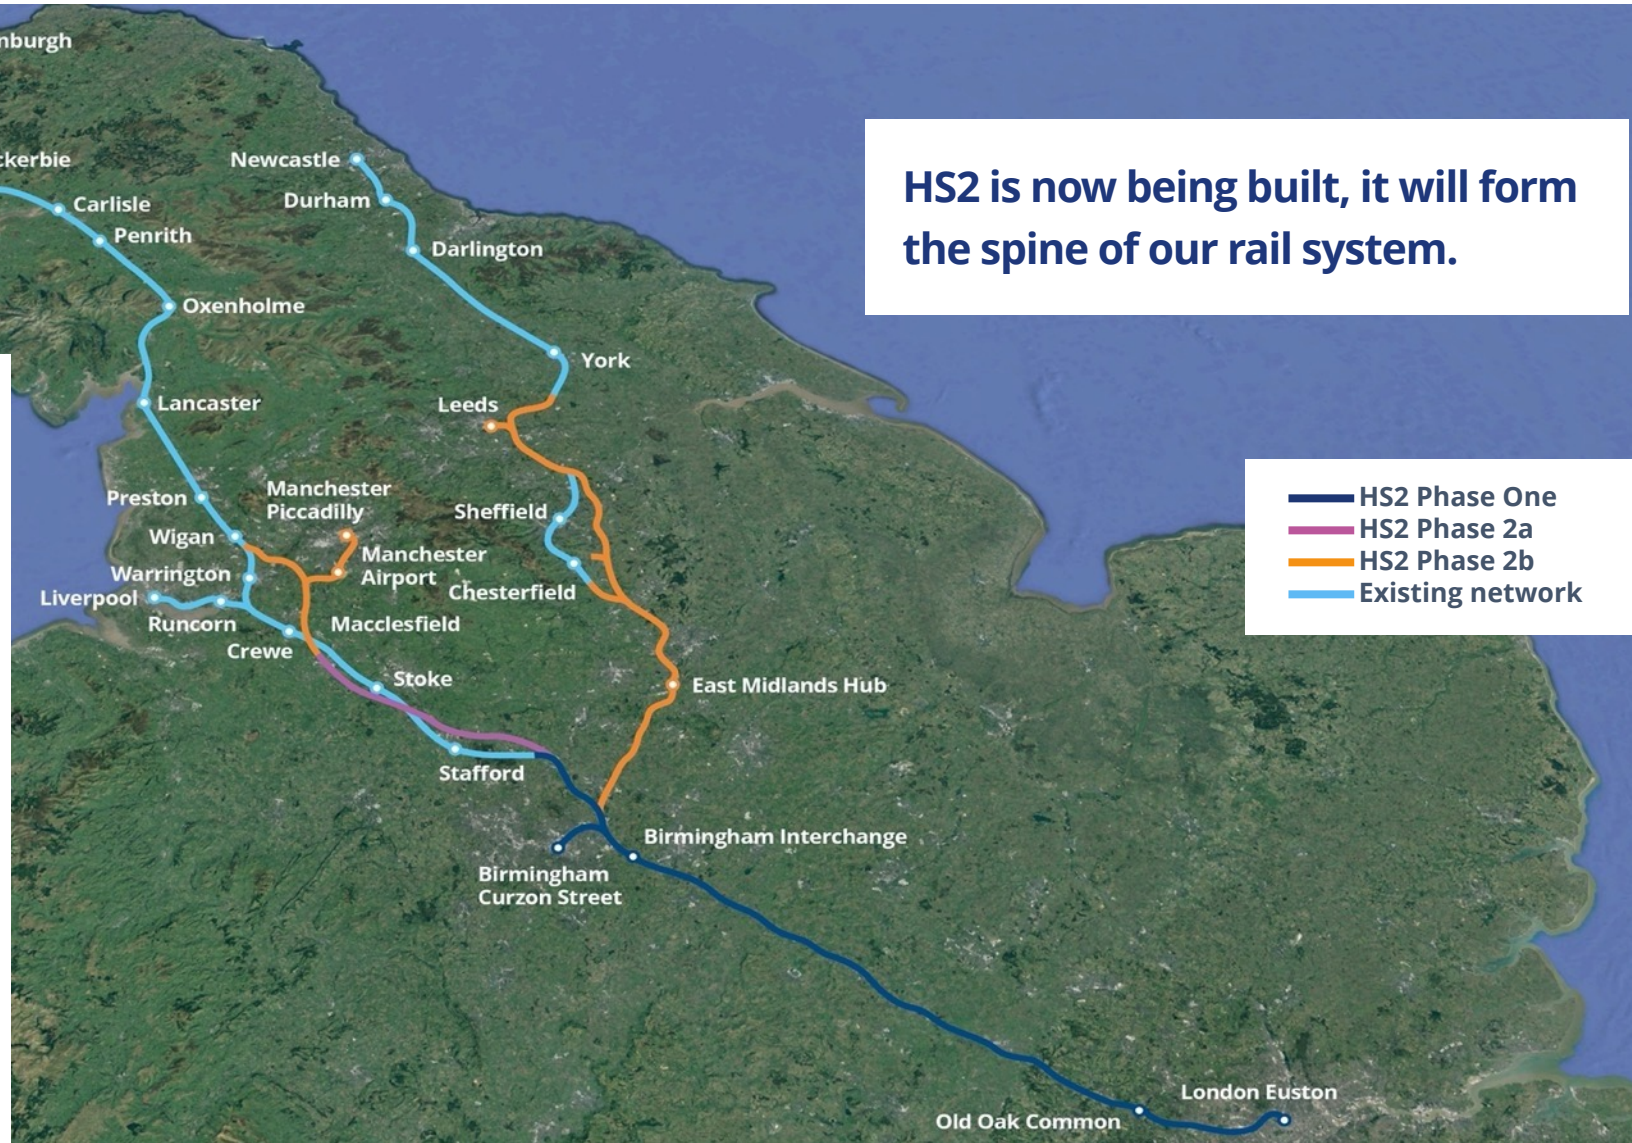 nburgh
HS2 is now being built, it will form
the spine of our rail system.
ckerbie
Newcastle
Carlisle
Durham
Penrith
Darlington
Oxenholme
York
Lancaster
Leeds
Preston
Manchester
Piccadilly
Sheffield
HS2 Phase One
HS2 Phase 2a
HS2 Phase 2b
Existing network
Wigan
Manchester
Airport
Warrington
Chesterfield
Liverpool
Runcorn
Macclesfield
Crewe
Stoke
East Midlands Hub
Stafford
Birmingham Interchange
Birmingham
Curzon Street
London Euston
Old Oak Common